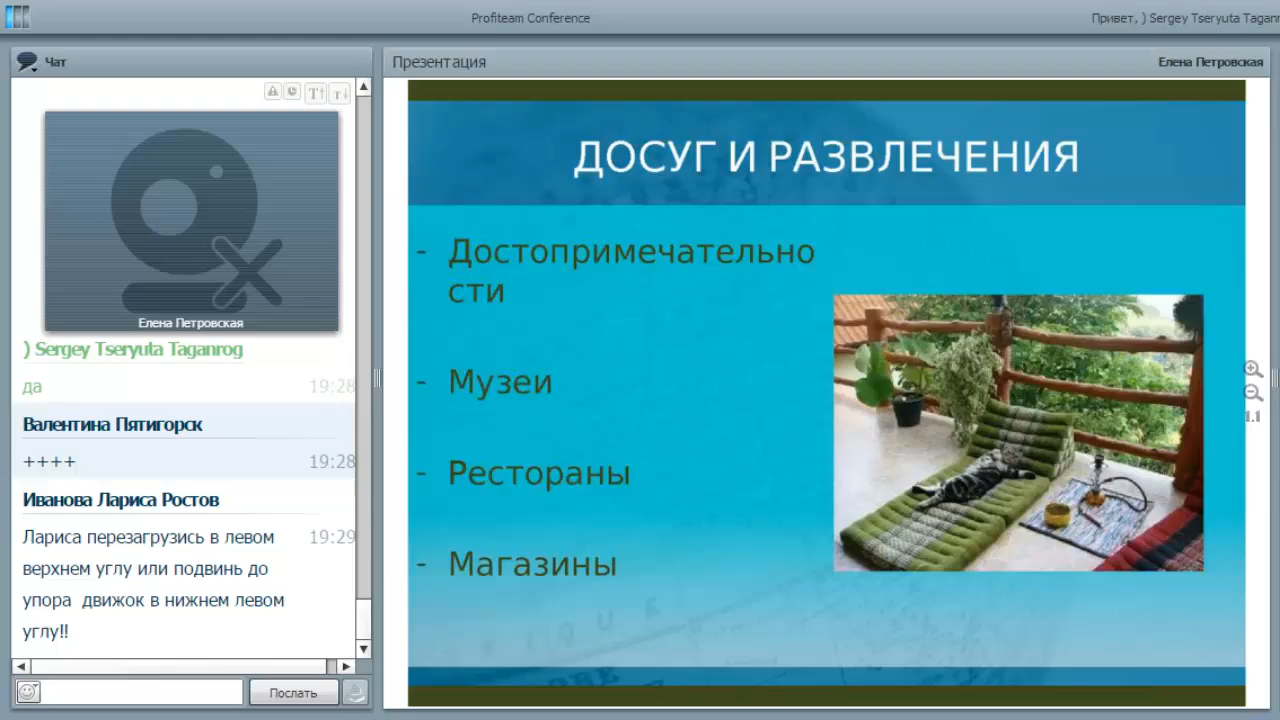 Profiteam Conference
Привет, ) Sergey Tseryuta Taganr
Чат
Презентация
Елена Петровская
Елена Петровская
) Sergey Tseryuta Taganrog
да 19:28
Валентина Пятигорск
++++ 19:28
Иванова Лариса Ростов
Лариса перезагрузись в левом 19:29
верхнем углу или подвинь до
упора движок в нижнем левом
углу!!
Послать
ДОСУГ И РАЗВЛЕЧЕНИЯ
- Достопримечательно
сти
- Музеи
- Рестораны
- Магазины
1.1